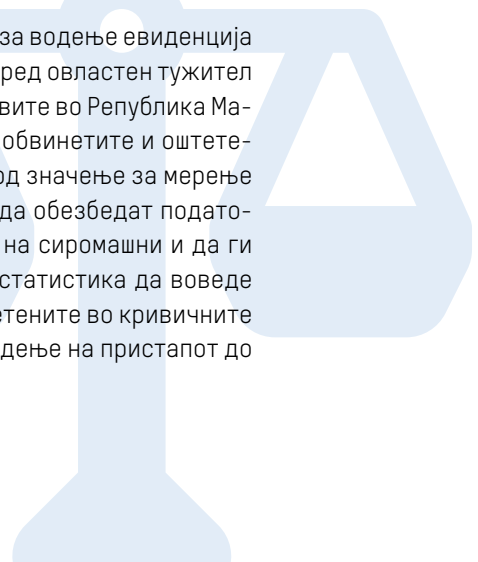 за водење евиденција
ред овластен тужител
вите во Република Ма-
обвинетите и оштете-
од значење за мерење
да обезбедат подато-
на сиромашни и да ги
статистика да воведе
тените во кривичните
дење на пристапот до